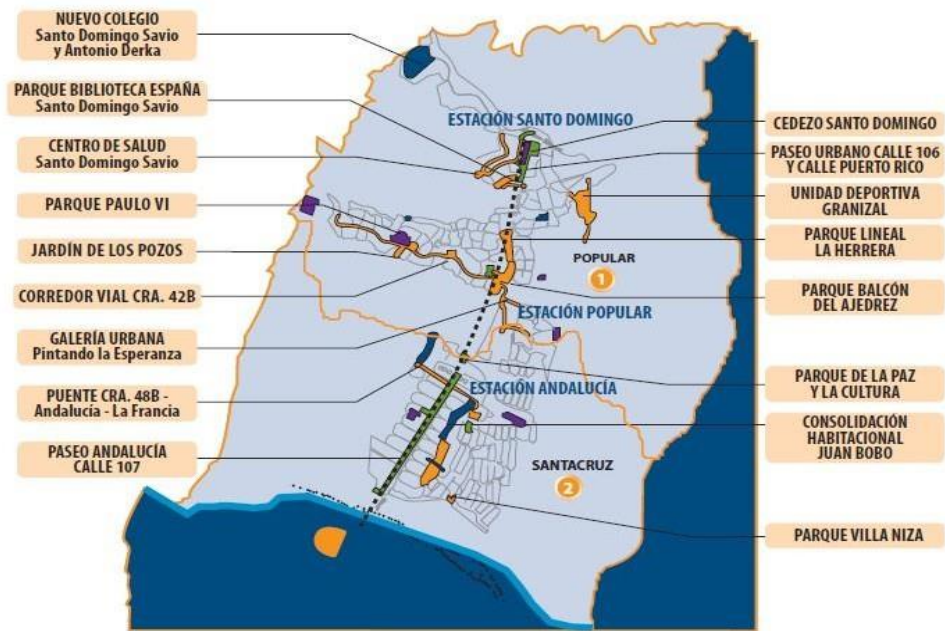 NUEVO COLEGIO
Santo Domingo Savio
y Antonio Derka
PARQUE BIBLIOTECA ESPAÑA
Santo Domingo Savio
CENTRO DE SALUD
Santo Domingo Savio
PARQUE PAULO VI
JARDÍN DE LOS POZOS
CORREDOR VIAL CRA. 42B
GALERÍA URBANA
Pintando la Esperanza
PUENTE CRA. 48B -
Andalucía - La Francia
PASEO ANDALUCÍA
CALLE 107
ESTACIÓN SANTO DOMINGO
POPULAR
1
ESTACIÓN POPULAR
ESTACIÓN ANDALUCÍA
SANTACRUZ
2
CEDEZO SANTO DOMINGO
PASEO URBANO CALLE 106
Y CALLE PUERTO RICO
UNIDAD DEPORTIVA
GRANIZAL
PARQUE LINEAL
LA HERRERA
PARQUE BALCÓN
DEL AJEDREZ
PARQUE DE LA PAZ
Y LA CULTURA
CONSOLIDACIÓN
HABITACIONAL
JUAN BOBO
PARQUE VILLA NIZA